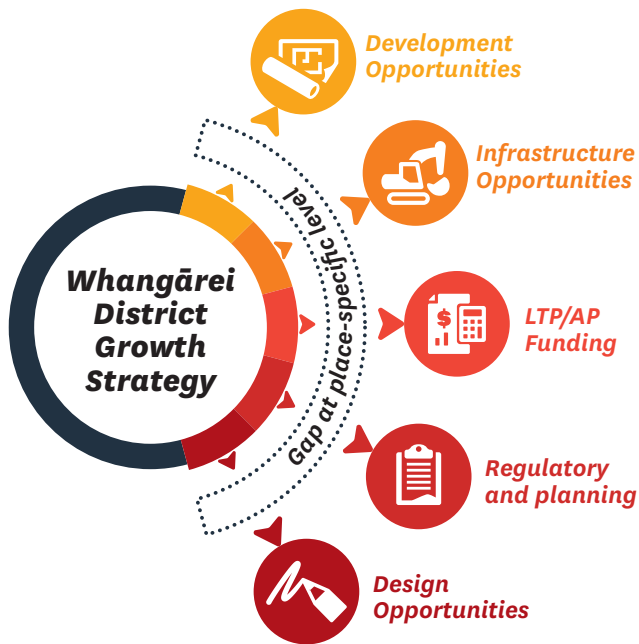 Development
Opportunities
Infrastructure
Opportunities
Whangārei
District
Growth
Strategy
Gap at place-specific level
LTP/AP
Funding
$
Regulatory
and planning
Design
Opportunities